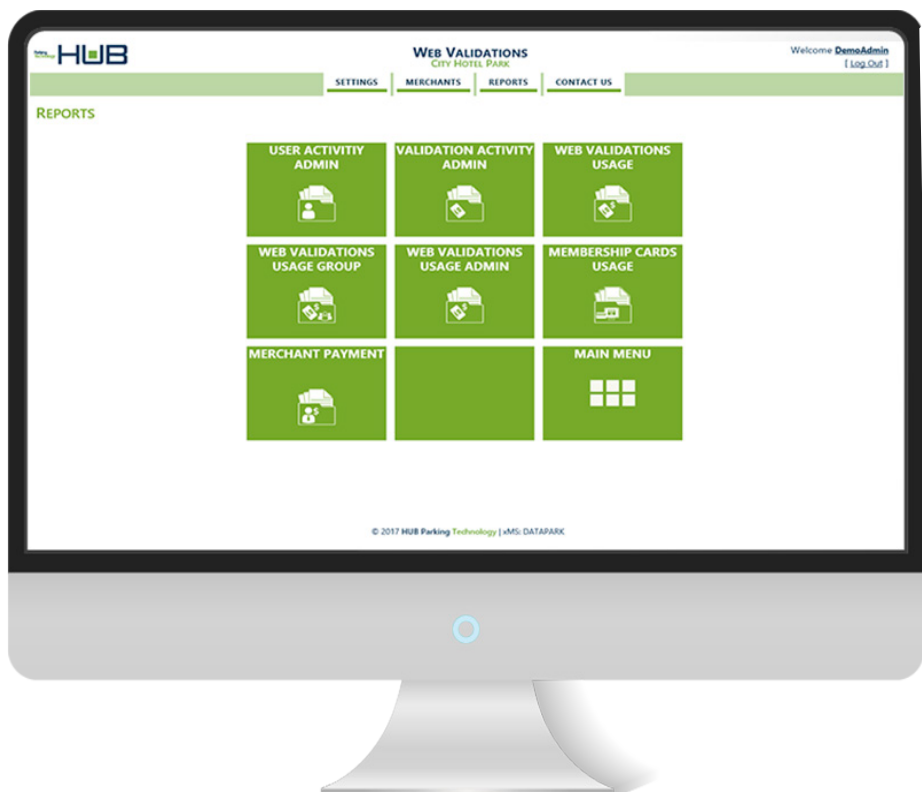 Parking
Technology
HUB
WEB VALIDATIONS
CITY HOTEL PARK
Welcome DemoAdmin
[ Log Out ]
SETTINGS
MERCHANTS
REPORTS
CONTACT US
REPORTS
USER ACTIVITIY
ADMIN
VALIDATION ACTIVITY
ADMIN
WEB VALIDATIONS
USAGE
WEB VALIDATIONS
USAGE GROUP
WEB VALIDATIONS
USAGE ADMIN
MEMBERSHIP CARDS
USAGE
MERCHANT PAYMENT
MAIN MENU
© 2017 HUB Parking Technology | xMS: DATAPARK